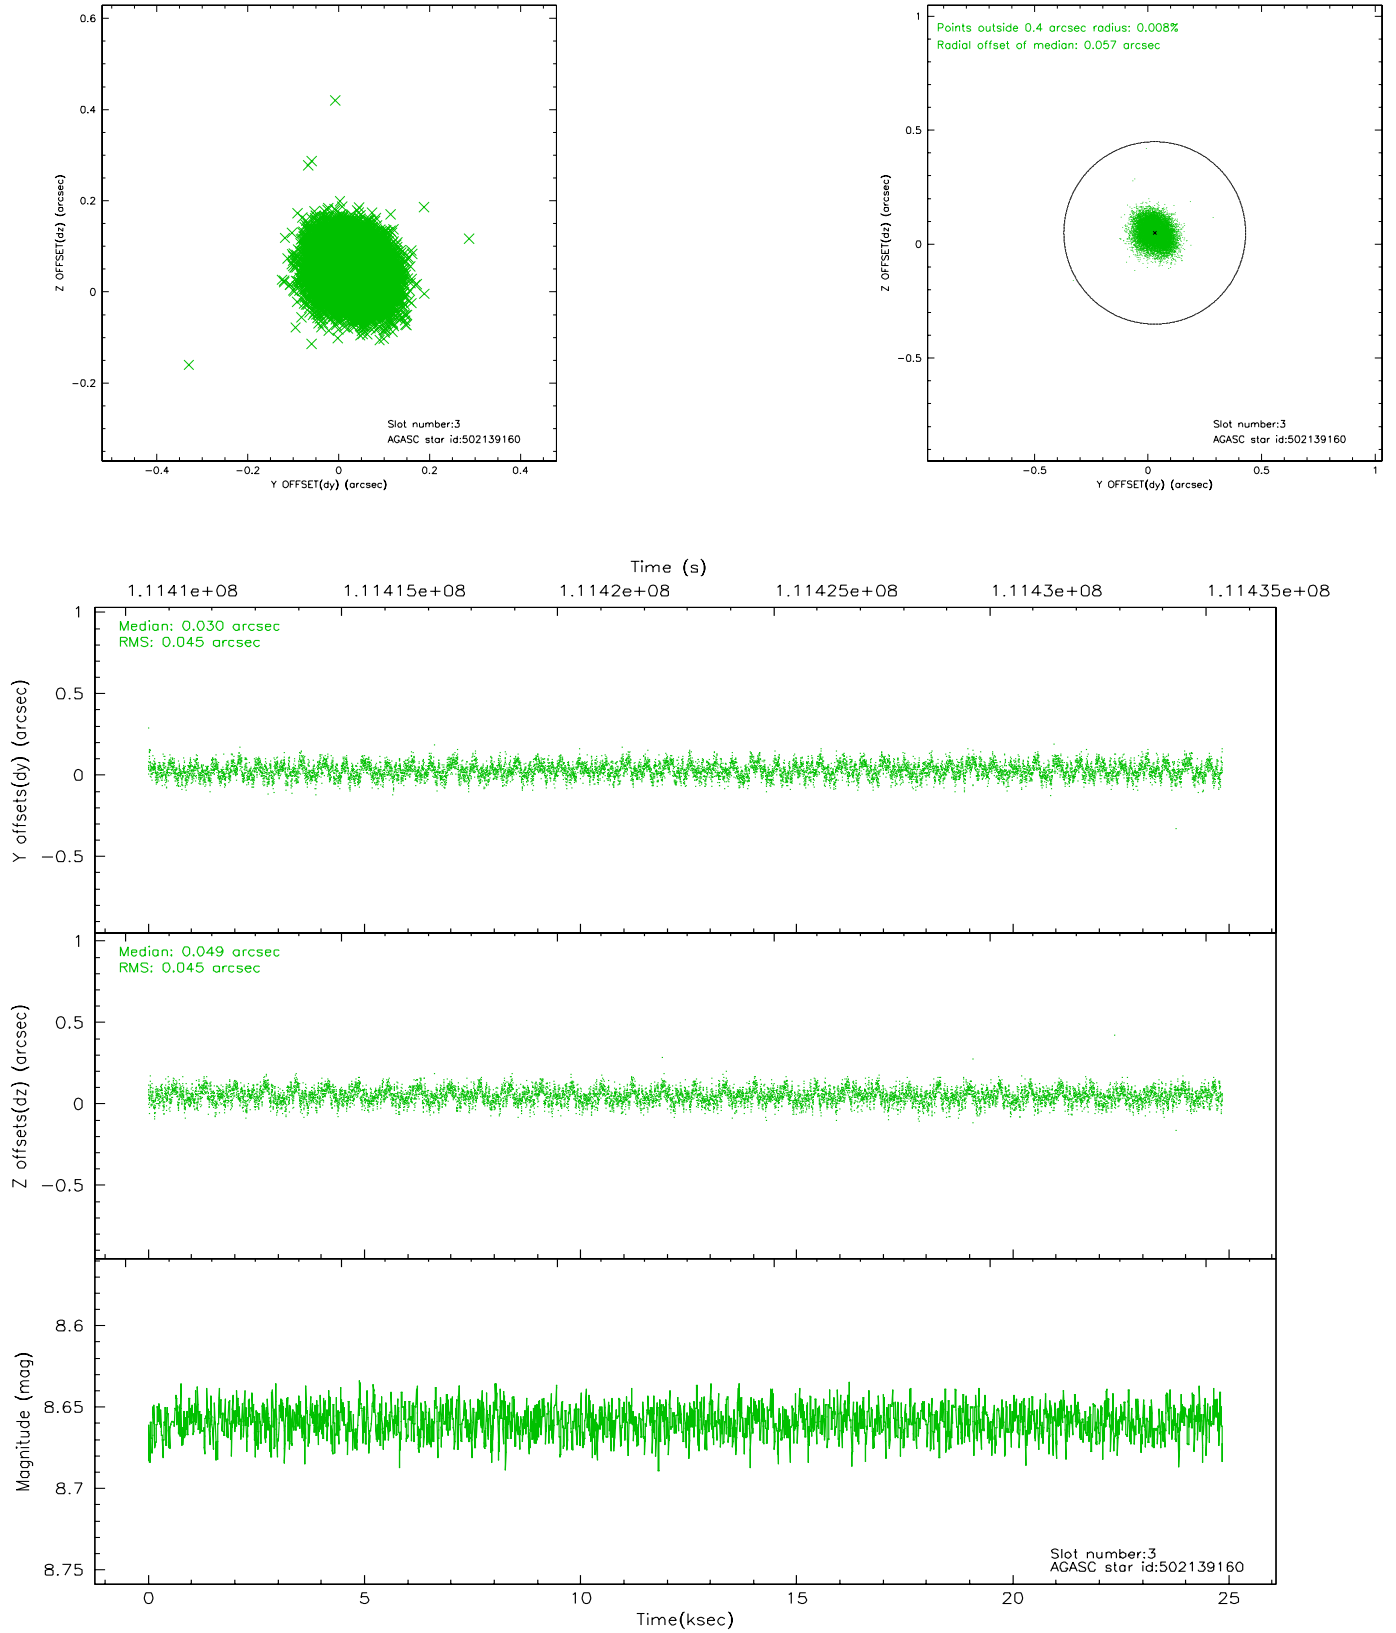 0.6
0.4
0.2
0
−0.2
Z OFFSET(dz) (arcsec)
Slot number:3
AGASC star id:502139160
−0.4 −0.2 0 0.2 0.4
Y OFFSET(dy) (arcsec)
Points outside 0.4 arcsec radius: 0.008%
Radial offset of median: 0.057 arcsec
1
0.5
0
−0.5
Z OFFSET(dz) (arcsec)
Slot number:3
AGASC star id:502139160
−0.5 0 0.5 1
Y OFFSET(dy) (arcsec)
Time (s)
1.1141e+08 1.11415e+08 1.1142e+08 1.11425e+08 1.1143e+08 1.11435e+08
Median: 0.030 arcsec
RMS: 0.045 arcsec
1
0.5
0
−0.5
Y offsets(dy) (arcsec)
Median: 0.049 arcsec
RMS: 0.045 arcsec
1
0.5
0
−0.5
Z offsets(dz) (arcsec)
8.6
8.65
8.7
8.75
Magnitude (mag)
Slot number:3
AGASC star id:502139160
0 5 10 15 20 25
Time(ksec)